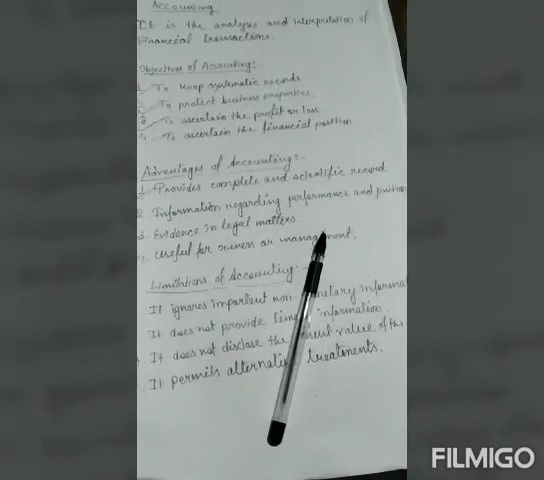 Accounting
It is the analyses and interpretation of
financial transactions.
Objectives of Accounting:-
1. To keep systematic records
2. To protect business properties.
3. To ascertain the profit or loss
4. To ascertain the financial position
Advantages of Accounting:-
1. Provides complete and scientific record
2. Information regarding performance and
3. Evidence in legal matters.
4. Useful for owners or management.
Limitations of Accounting:-
It ignores important non
It does not provide information.
It does not disclose the value of the
It permits treatments.
FILMIGO